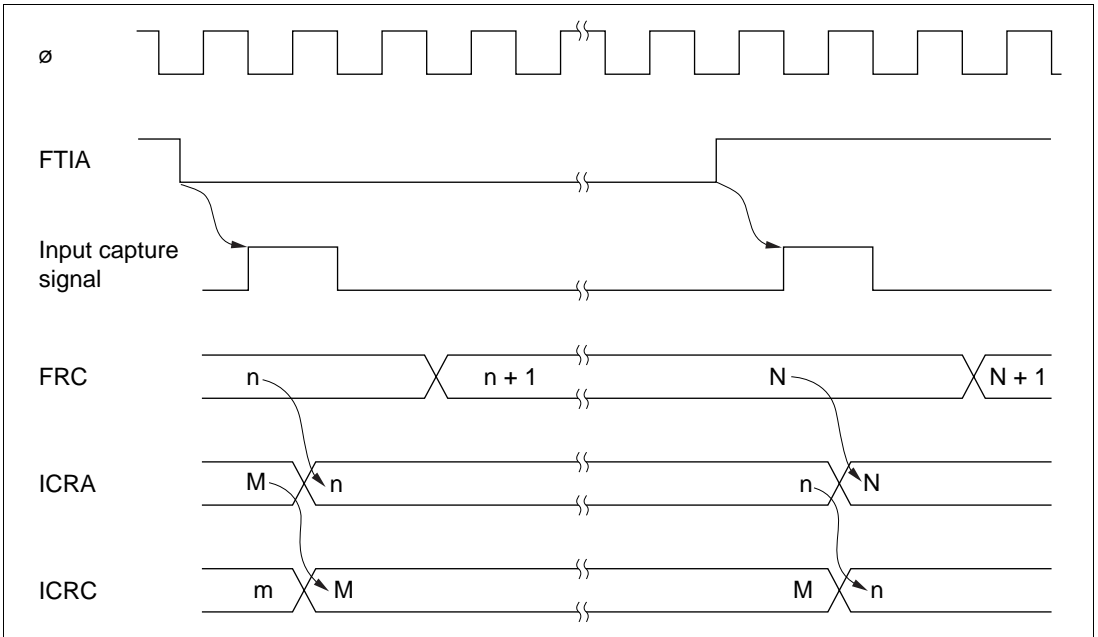 ø
FTIA
Input capture
signal
FRC
n
n + 1
N
N + 1
ICRA
M
n
n
N
ICRC
m
M
M
n